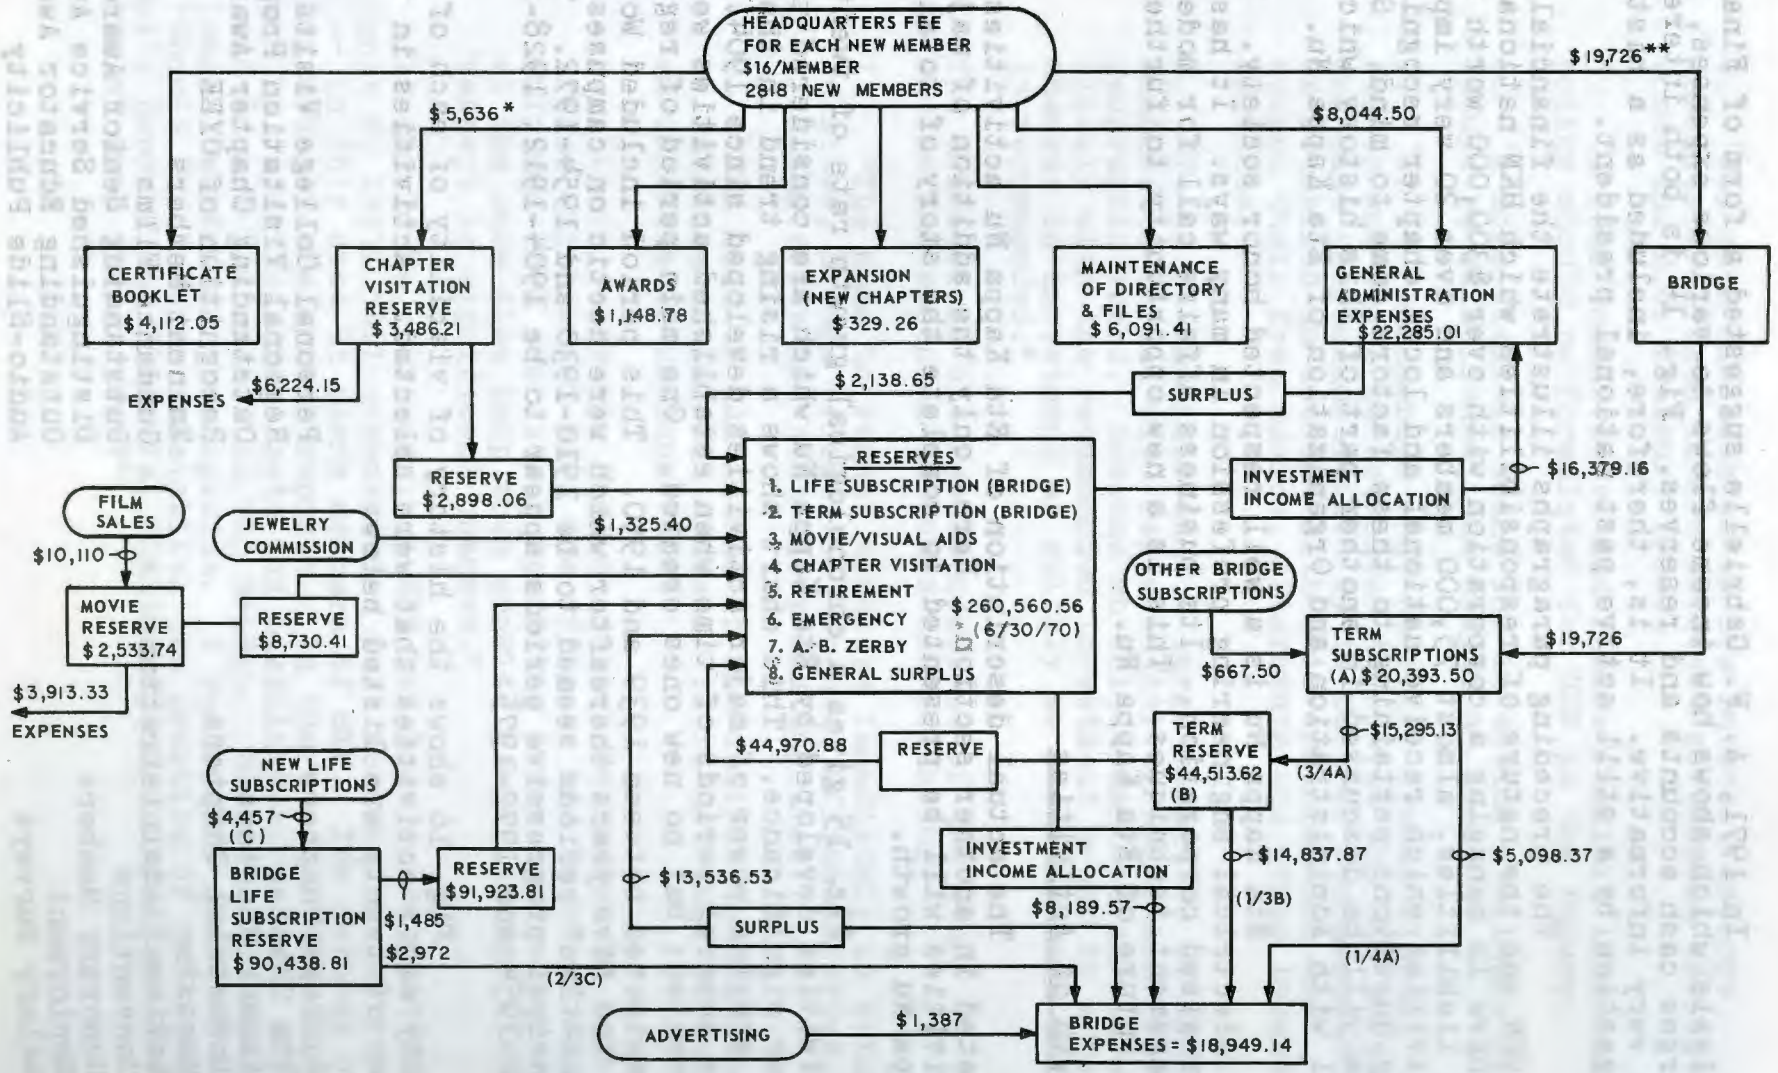 HEADQUARTERS FEE
FOR EACH NEW MEMBER
$16/MEMBER
2818 NEW MEMBERS
$19,726**
$5,636*
$8,044.50
CERTIFICATE
BOOKLET
$4,112.05
CHAPTER
VISITATION
RESERVE
$3,486.21
AWARDS
$1,148.78
EXPANSION
(NEW CHAPTERS)
$329.26
MAINTENANCE
OF DIRECTORY
& FILES
$6,091.41
GENERAL
ADMINISTRATION
EXPENSES
$22,285.01
BRIDGE
$6,224.15
EXPENSES
$2,138.65
SURPLUS
RESERVE
$2,898.06
RESERVES
1. LIFE SUBSCRIPTION (BRIDGE)
2. TERM SUBSCRIPTION (BRIDGE)
3. MOVIE/VISUAL AIDS
4. CHAPTER VISITATION
5. RETIREMENT
6. EMERGENCY
7. A. B. ZERBY
8. GENERAL SURPLUS
$260,560.56
(6/30/70)
INVESTMENT
INCOME ALLOCATION
$16,379.16
FILM
SALES
$10,110
JEWELRY
COMMISSION
$1,325.40
MOVIE
RESERVE
$2,533.74
RESERVE
$8,730.41
$3,913.33
EXPENSES
OTHER BRIDGE
SUBSCRIPTIONS
$667.50
TERM
SUBSCRIPTIONS
(A) $20,393.50
$19,726
$15,295.13
(3/4A)
TERM
RESERVE
$44,513.62
(B)
RESERVE
$44,970.88
NEW LIFE
SUBSCRIPTIONS
$4,457
(C)
BRIDGE
LIFE
SUBSCRIPTION
RESERVE
$90,438.81
RESERVE
$91,923.81
$1,485
$2,972
(2/3C)
$13,536.53
SURPLUS
INVESTMENT
INCOME ALLOCATION
$8,189.57
$14,837.87
(1/3B)
$5,098.37
(1/4A)
ADVERTISING
$1,387
BRIDGE
EXPENSES = $18,949.14